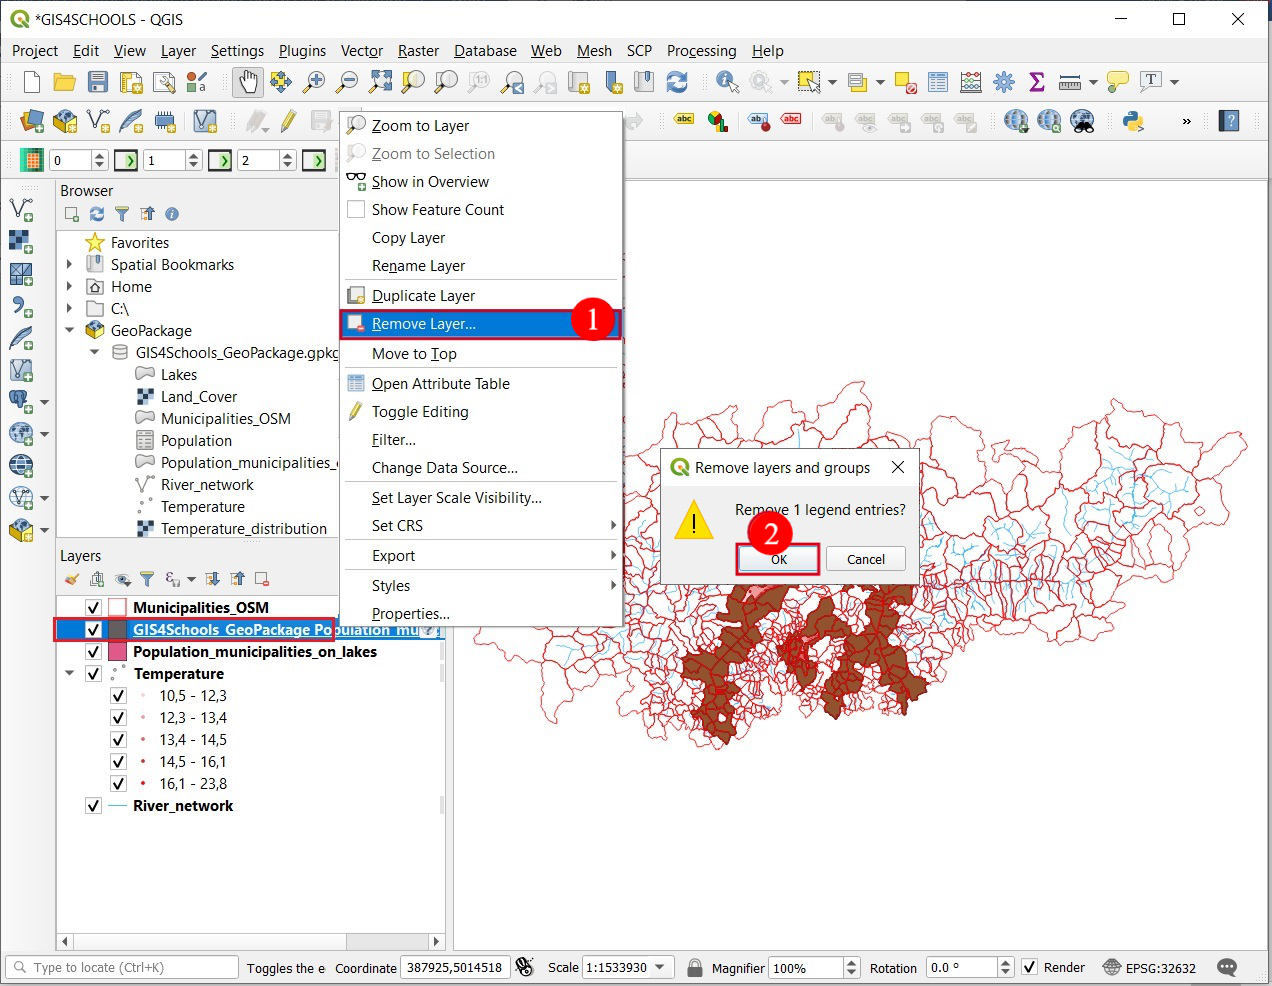 *GIS4SCHOOLS - QGIS
Project Edit View Layer Settings Plugins Vector Raster Database Web Mesh SCP Processing Help
0 1 2
Browser
Favorites
Spatial Bookmarks
Home
C:\
GeoPackage
GIS4Schools_GeoPackage.gpkg
Lakes
Land_Cover
Municipalities_OSM
Population
Population_municipalities_
River_network
Temperature
Temperature_distribution
Layers
Municipalities_OSM
GIS4Schools_GeoPackage Population_mu
Population_municipalities_on_lakes
Temperature
10,5 - 12,3
12,3 - 13,4
13,4 - 14,5
14,5 - 16,1
16,1 - 23,8
River_network
Zoom to Layer
Zoom to Selection
Show in Overview
Show Feature Count
Copy Layer
Rename Layer
Duplicate Layer
Remove Layer...
1
Move to Top
Open Attribute Table
Toggle Editing
Filter...
Change Data Source...
Set Layer Scale Visibility...
Set CRS
Export
Styles
Properties...
Remove layers and groups
Remove 1 legend entries?
2
OK Cancel
Type to locate (Ctrl+K) Toggles the e Coordinate 387925,5014518 Scale 1:1533930 Magnifier 100% Rotation 0.0 ° Render EPSG:32632